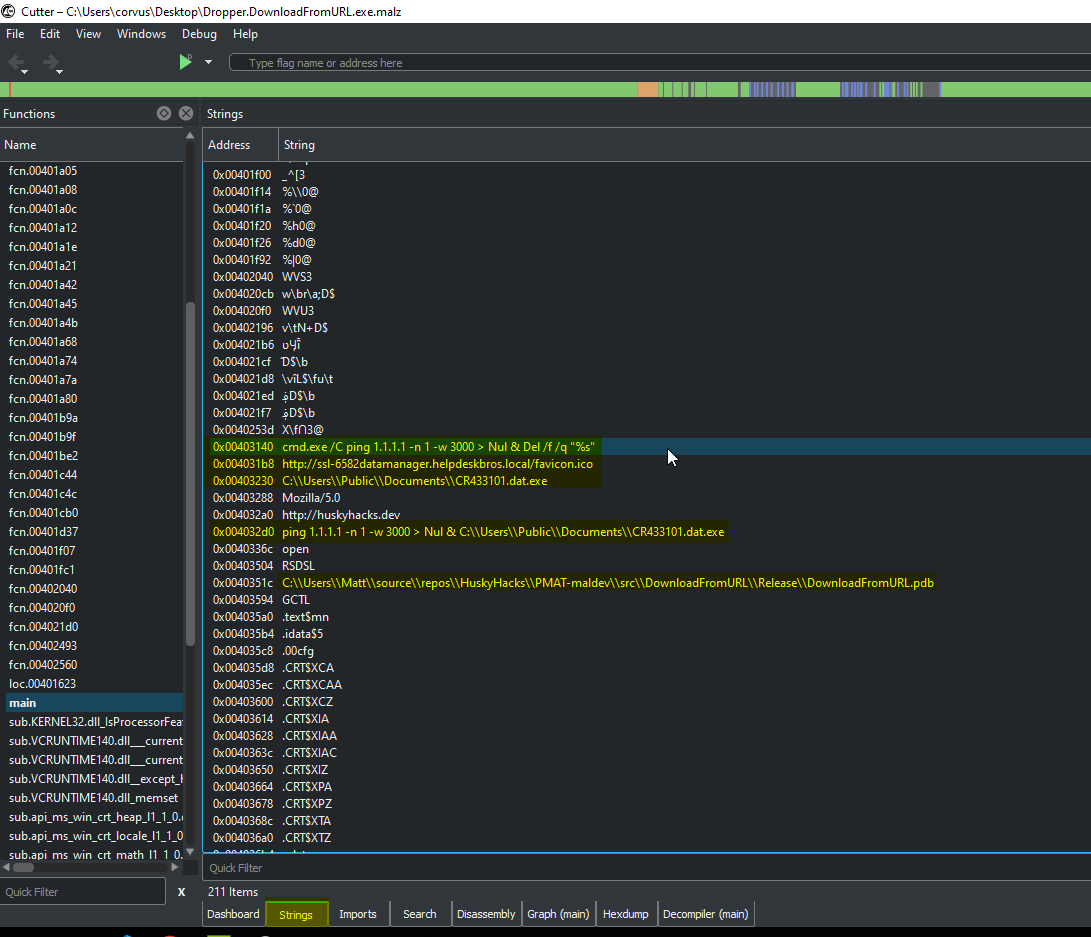 Cutter – C:\Users\corvus\Desktop\Dropper.DownloadFromURL.exe.malz
File Edit View Windows Debug Help
Type flag name or address here
Functions
Name
fcn.00401a05
fcn.00401a08
fcn.00401a0c
fcn.00401a12
fcn.00401a1e
fcn.00401a21
fcn.00401a42
fcn.00401a45
fcn.00401a4b
fcn.00401a68
fcn.00401a74
fcn.00401a7a
fcn.00401a80
fcn.00401b9a
fcn.00401b9f
fcn.00401be2
fcn.00401c44
fcn.00401c4c
fcn.00401cb0
fcn.00401d37
fcn.00401f07
fcn.00401fc1
fcn.00402040
fcn.004020f0
fcn.004021d0
fcn.00402493
fcn.00402560
loc.00401623
main
sub.KERNEL32.dll_IsProcessorFea
sub.VCRUNTIME140.dll___current
sub.VCRUNTIME140.dll___current
sub.VCRUNTIME140.dll__except_h
sub.VCRUNTIME140.dll_memset
sub.api_ms_win_crt_heap_l1_1_0.
sub.api_ms_win_crt_locale_l1_1_0
sub.api_ms_win_crt_math_l1_1_0.
Quick Filter X
Strings
Address String
0x00401f00 _^[3
0x00401f14 %\\0@
0x00401f1a %`0@
0x00401f20 %h0@
0x00401f26 %d0@
0x00401f92 %|0@
0x00402040 WVS3
0x004020cb w\br\a;D$
0x004020f0 WVU3
0x00402196 v\tN+D$
0x004021b6
0x004021cf D$\b
0x004021d8 \vîL$\fu\t
0x004021ed D$\b
0x004021f7 D$\b
0x0040253d
0x00403140 cmd.exe /C ping 1.1.1.1 -n 1 -w 3000 > Nul & Del /f /q "%s"
0x004031b8 http://ssl-6582datamanager.helpdeskbros.local/favicon.ico
0x00403230 C:\\Users\\Public\\Documents\\CR433101.dat.exe
0x00403288 Mozilla/5.0
0x004032a0 http://huskyhacks.dev
0x004032d0 ping 1.1.1.1 -n 1 -w 3000 > Nul & C:\\Users\\Public\\Documents\\CR433101.dat.exe
0x0040336c open
0x00403504 RSDSL
0x0040351c C:\\Users\\Matt\\source\\repos\\HuskyHacks\\PMAT-maldev\\src\\DownloadFromURL\\Release\\DownloadFromURL.pdb
0x00403594 GCTL
0x004035a0 .text$mn
0x004035b4 .idata$5
0x004035c8 .00cfg
0x004035d8 .CRT$XCA
0x004035ec .CRT$XCAA
0x00403600 .CRT$XCZ
0x00403614 .CRT$XIA
0x00403628 .CRT$XIAA
0x0040363c .CRT$XIAC
0x00403650 .CRT$XIZ
0x00403664 .CRT$XPA
0x00403678 .CRT$XPZ
0x0040368c .CRT$XTA
0x004036a0 .CRT$XTZ
Quick Filter
211 Items
Dashboard Strings Imports Search Disassembly Graph (main) Hexdump Decompiler (main)